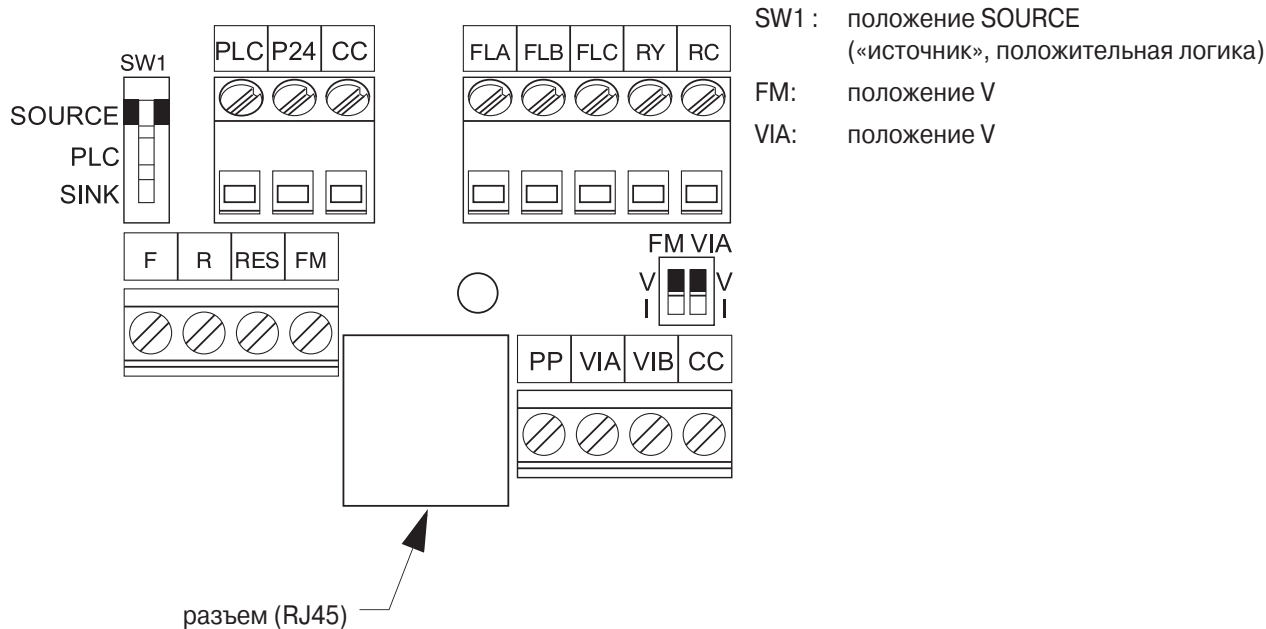 SW1 : положение SOURCE
(«источник», положительная логика)
FM: положение V
VIA: положение V
SW1
SOURCE
PLC
SINK
PLC P24 CC
FLA FLB FLC RY RC
F R RES FM
FM VIA
V V
I I
PP VIA VIB CC
разъем (RJ45)